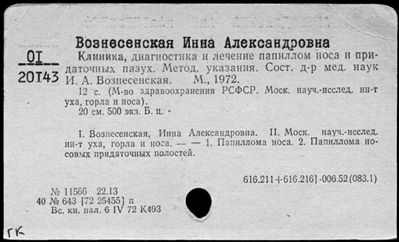 Вознесенская Инна Александровна
01
20143
Клиника, диагностика и лечение папиллом носа и при-
даточных пазух. Метод. указания. Сост. д-р мед. наук
И. А. Вознесенская. М., 1972.
12 с. (М-во здравоохранения РСФСР. Моск. науч.-исслед. ин-т
уха, горла и носа).
20 см. 500 экз. Б. ц.
I. Вознесенская, Инна Александровна. II. Моск. науч.-исслед.
ин-т уха, горла и носа. — — 1. Папиллома носа. 2. Папиллома но-
совых придаточных полостей.
616.211+616.216]-006.52(083.1)
№ 11566 22.13
40 № 643 [72 25455] п
Вс. кн. пал. 6 IV 72 К493
ГК